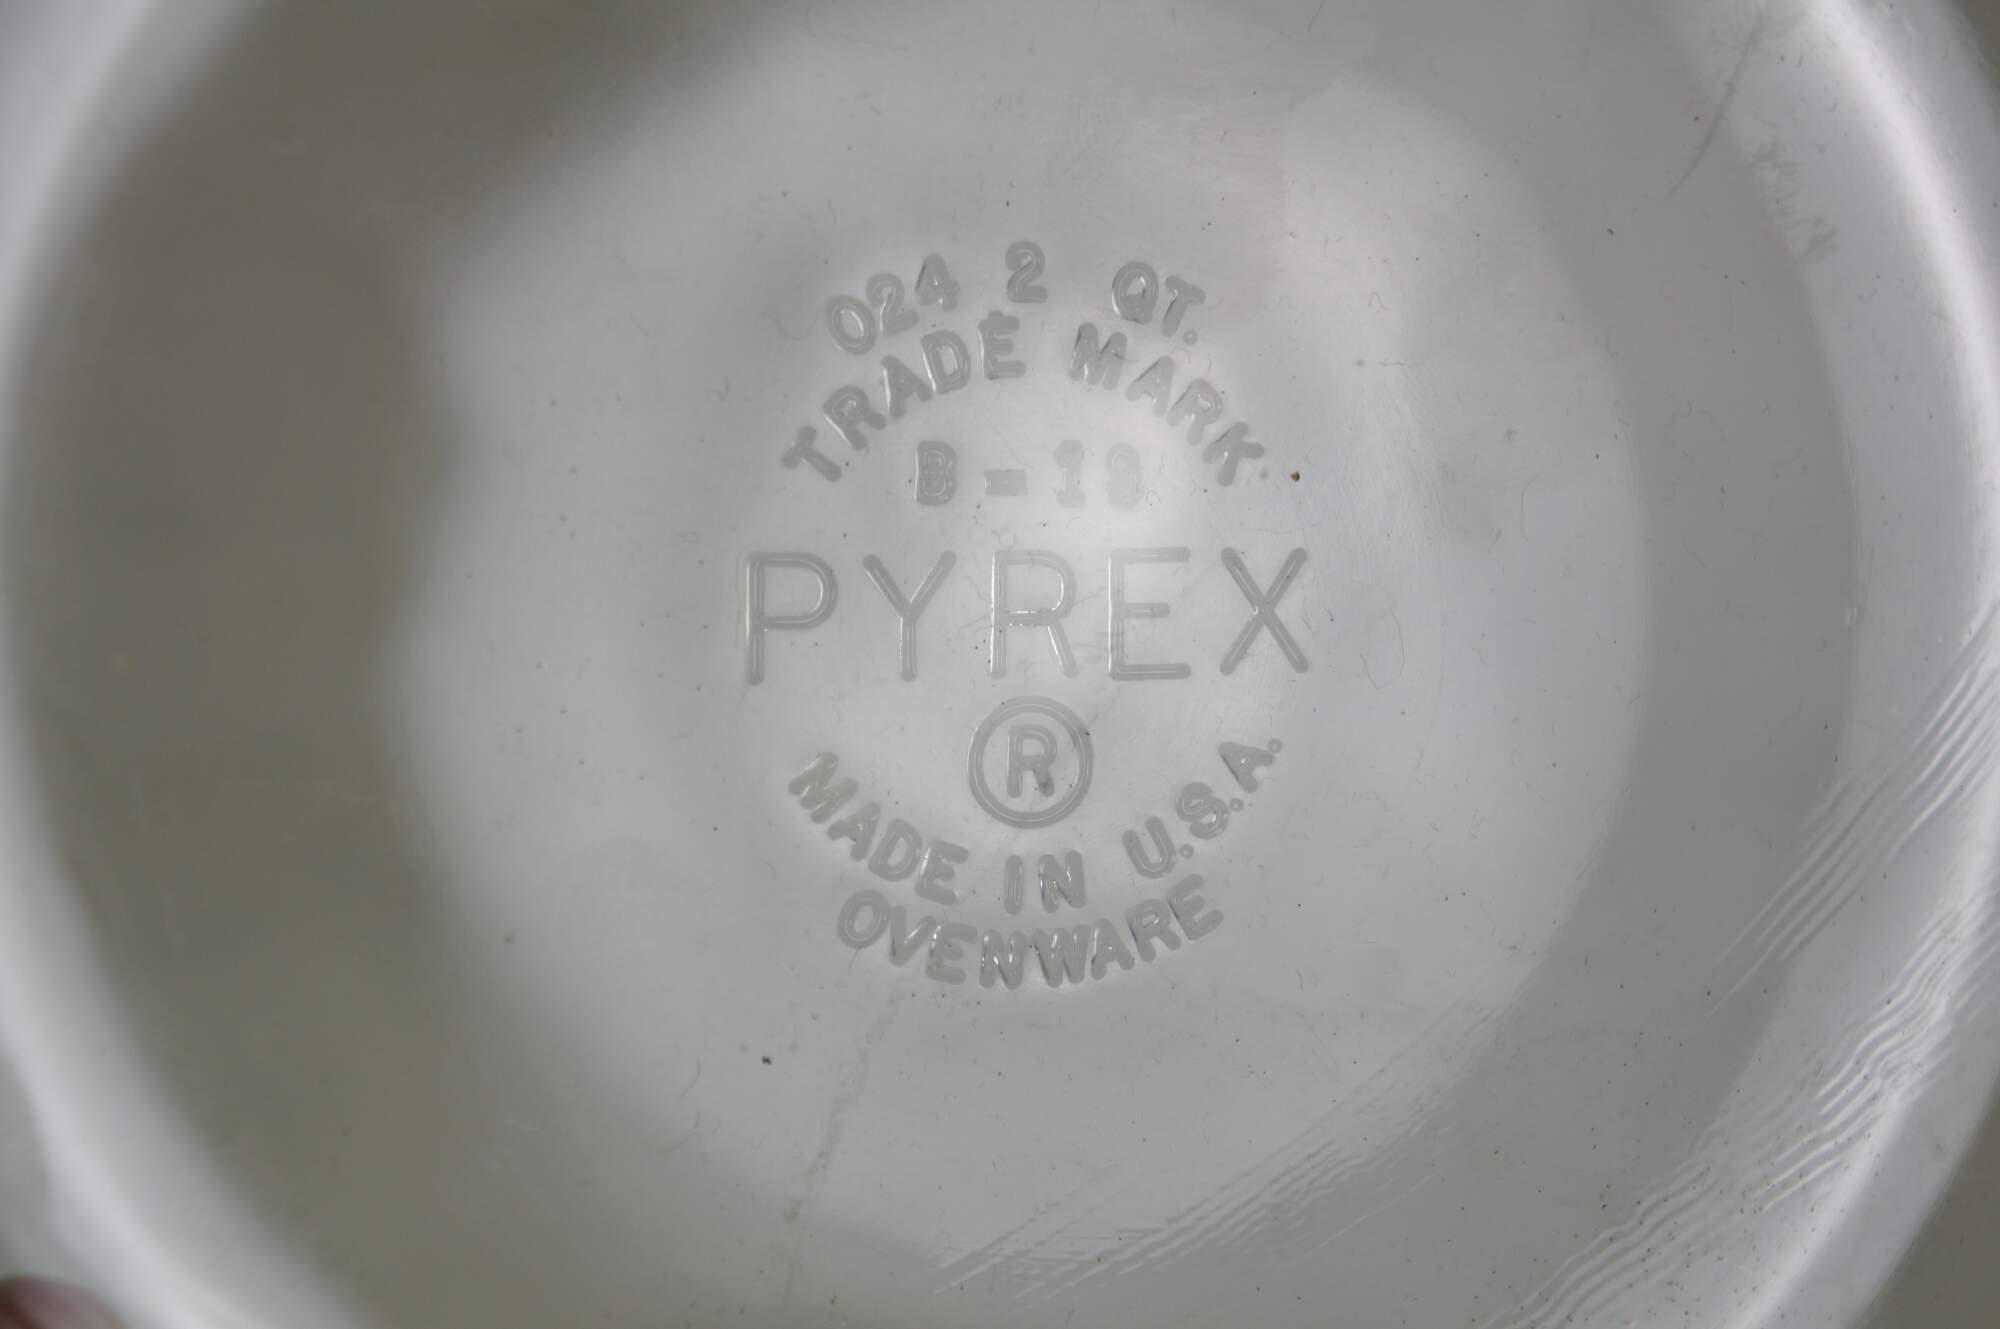 024 2 QT.
TRADE MARK
B-19
PYREX
®
MADE IN U.S.A.
OVENWARE